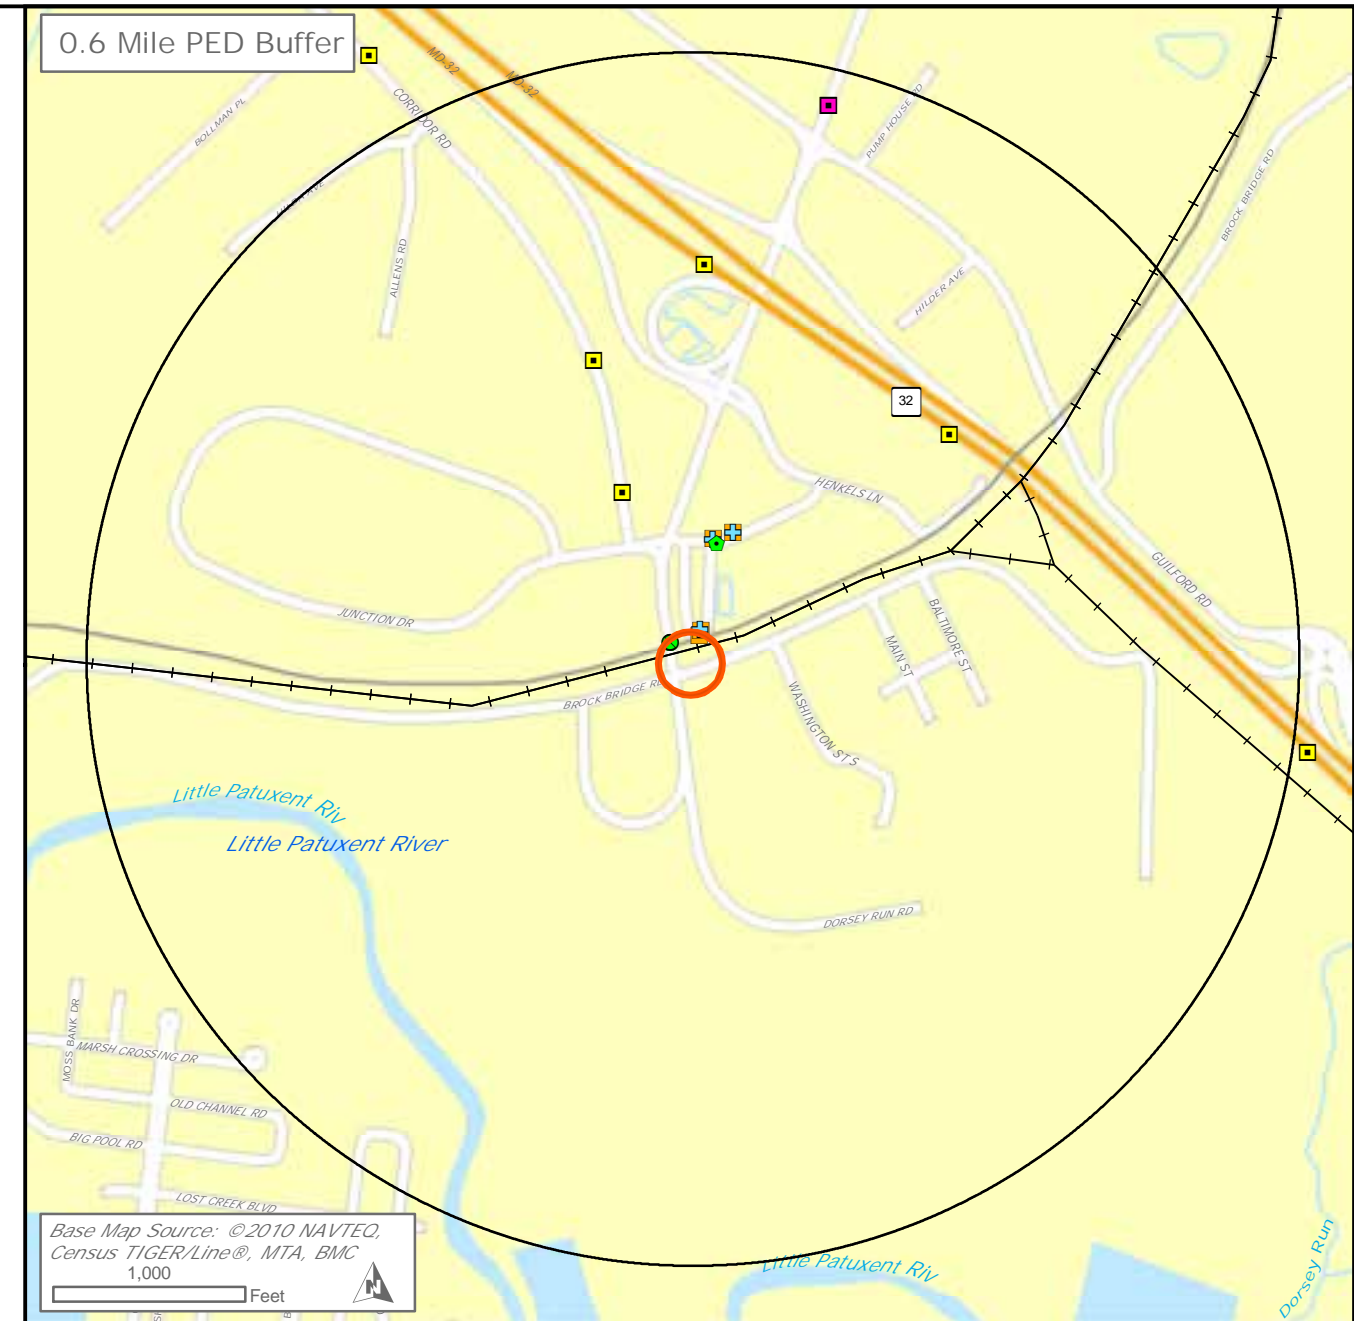 0.6 Mile PED Buffer
MD-32
MD-32
BOLLMAN PL
CORRIDOR RD
PUMP HOUSE RD
BROCK BRIDGE RD
ALLENS RD
HILDER AVE
32
HENKELS LN
GUILFORD RD
JUNCTION DR
BALTIMORE ST
MAIN ST
BROCK BRIDGE RD
WASHINGTON ST S
Little Patuxent Riv
Little Patuxent River
DORSEY RUN RD
MOSS BANK DR
MARSH CROSSING DR
OLD CHANNEL RD
BIG POOL RD
LOST CREEK BLVD
Base Map Source: ©2010 NAVTEQ,
Census TIGER/Line®, MTA, BMC
1,000
Feet
N
Little Patuxent Riv
Dorsey Run